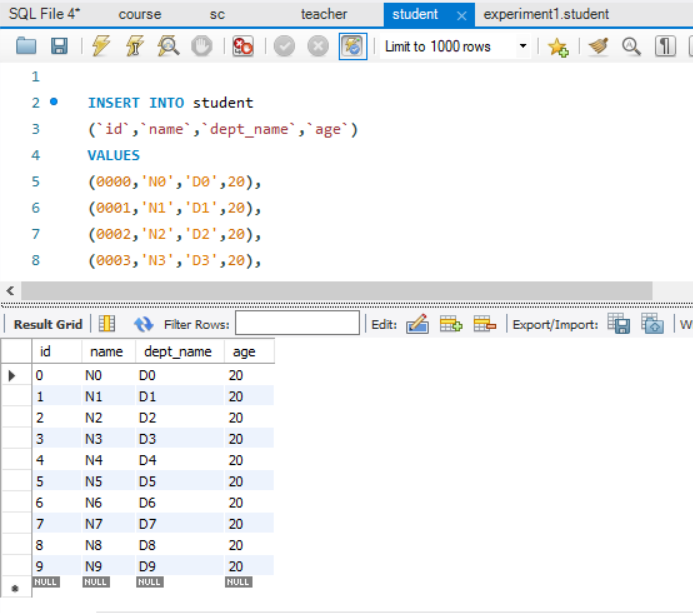 SQL File 4* course sc teacher student × experiment1.student
Limit to 1000 rows
1
2 INSERT INTO student
3 (`id`,`name`,`dept_name`,`age`)
4 VALUES
5 (0000,'N0','D0',20),
6 (0001,'N1','D1',20),
7 (0002,'N2','D2',20),
8 (0003,'N3','D3',20),
Result Grid Filter Rows: Edit: Export/Import:
id name dept_name age
0 N0 D0 20
1 N1 D1 20
2 N2 D2 20
3 N3 D3 20
4 N4 D4 20
5 N5 D5 20
6 N6 D6 20
7 N7 D7 20
8 N8 D8 20
9 N9 D9 20
NULL NULL NULL NULL